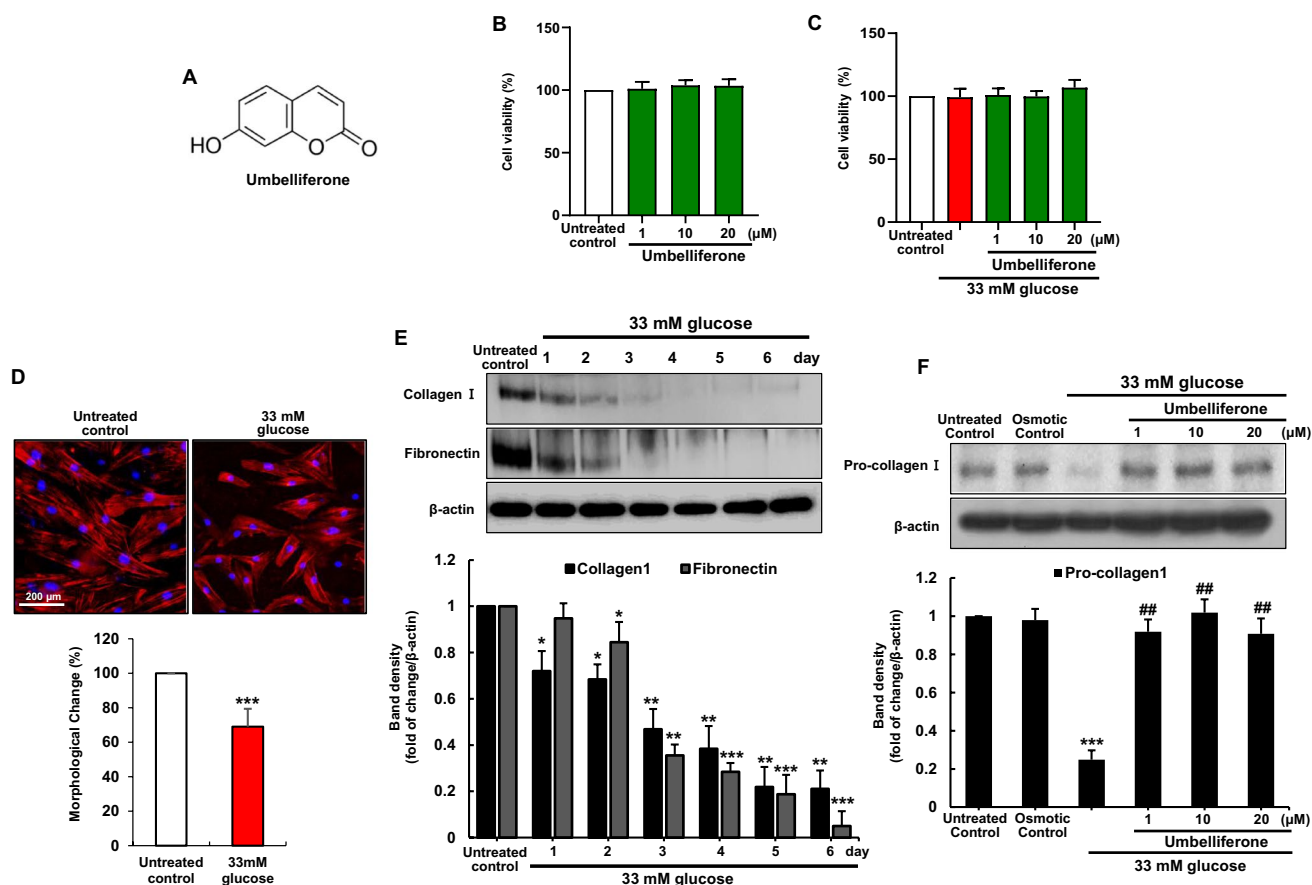 A
HO
O
O
Umbelliferone
B
Cell viability (%)
150
100
50
0
Untreated
control
1 10 20 (μM)
Umbelliferone
C
Cell viability (%)
150
100
50
0
Untreated
control
1 10 20 (μM)
Umbelliferone
33 mM glucose
D
Untreated
control
33 mM
glucose
200 μm
Morphological Change (%)
120
100
80
60
40
20
0
***
Untreated
control
33mM
glucose
E
33 mM glucose
Untreated
control
1 2 3 4 5 6 day
Collagen Ⅰ
Fibronectin
β-actin
Collagen1 Fibronectin
Band density
(fold of change/β-actin)
1.2
1
0.8
0.6
0.4
0.2
0
* * * ** ** ** *** ** *** ** ***
Untreated
control
1 2 3 4 5 6 day
33 mM glucose
F
33 mM glucose
Umbelliferone
Untreated
Control
Osmotic
Control
1 10 20 (μM)
Pro-collagen Ⅰ
β-actin
Pro-collagen1
Band density
(fold of change/β-actin)
1.2
1
0.8
0.6
0.4
0.2
0
*** ## ## ##
Untreated
Control
Osmotic
Control
1 10 20 (μM)
Umbelliferone
33 mM glucose